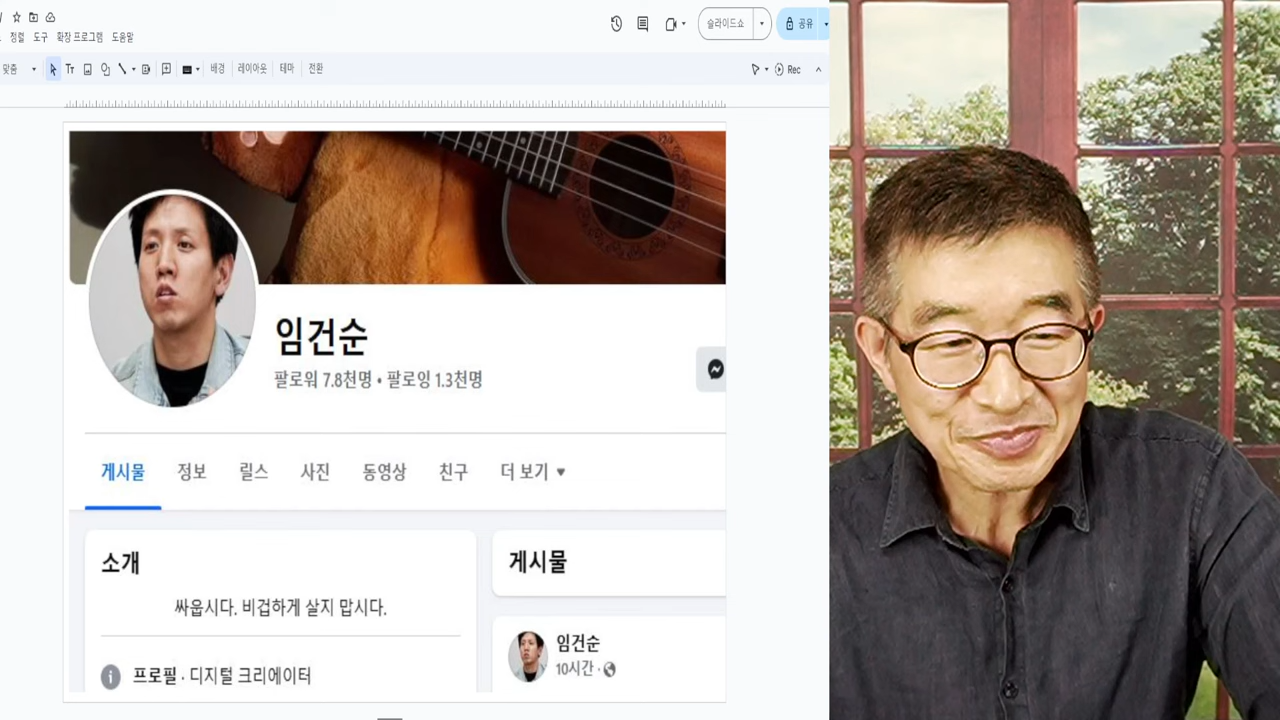 정렬 도구 확장 프로그램 도움말
슬라이드쇼
공유
맞춤
배경 레이아웃 테마 전환
Rec
임건순
팔로워 7.8천명 • 팔로잉 1.3천명
게시물 정보 릴스 사진 동영상 친구 더 보기
소개
싸웁시다. 비겁하게 살지 맙시다.
프로필 · 디지털 크리에이터
게시물
임건순
10시간 ·